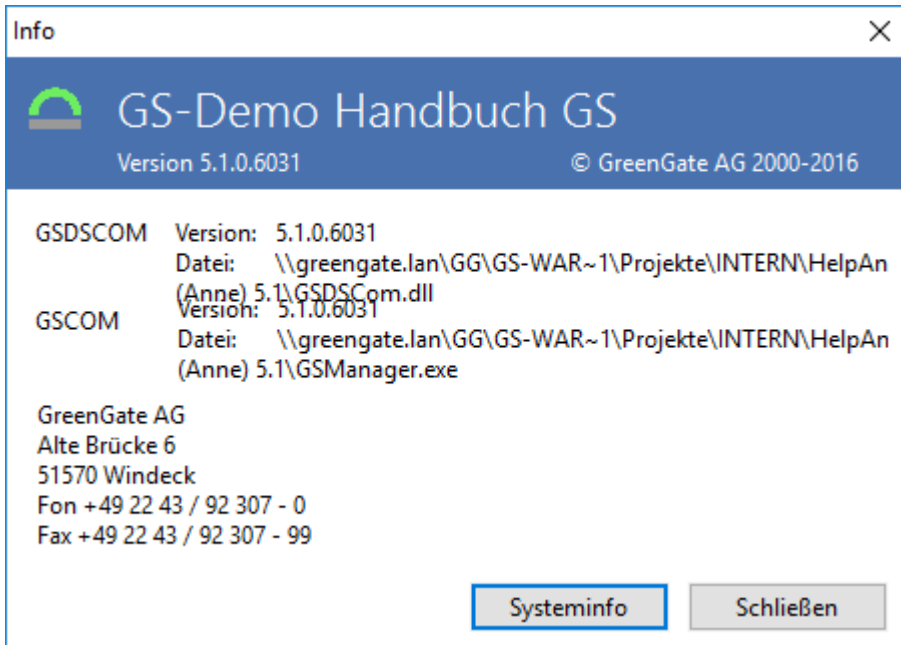 Info
GS-Demo Handbuch GS
Version 5.1.0.6031 © GreenGate AG 2000-2016
GSDSCOM Version: 5.1.0.6031
Datei: \\greengate.lan\GG\GS-WAR~1\Projekte\INTERN\HelpAn
(Anne) 5.1\GSDSCom.dll
GSCOM Version: 5.1.0.6031
Datei: \\greengate.lan\GG\GS-WAR~1\Projekte\INTERN\HelpAn
(Anne) 5.1\GSManager.exe
GreenGate AG
Alte Brücke 6
51570 Windeck
Fon +49 22 43 / 92 307 - 0
Fax +49 22 43 / 92 307 - 99
Systeminfo Schließen